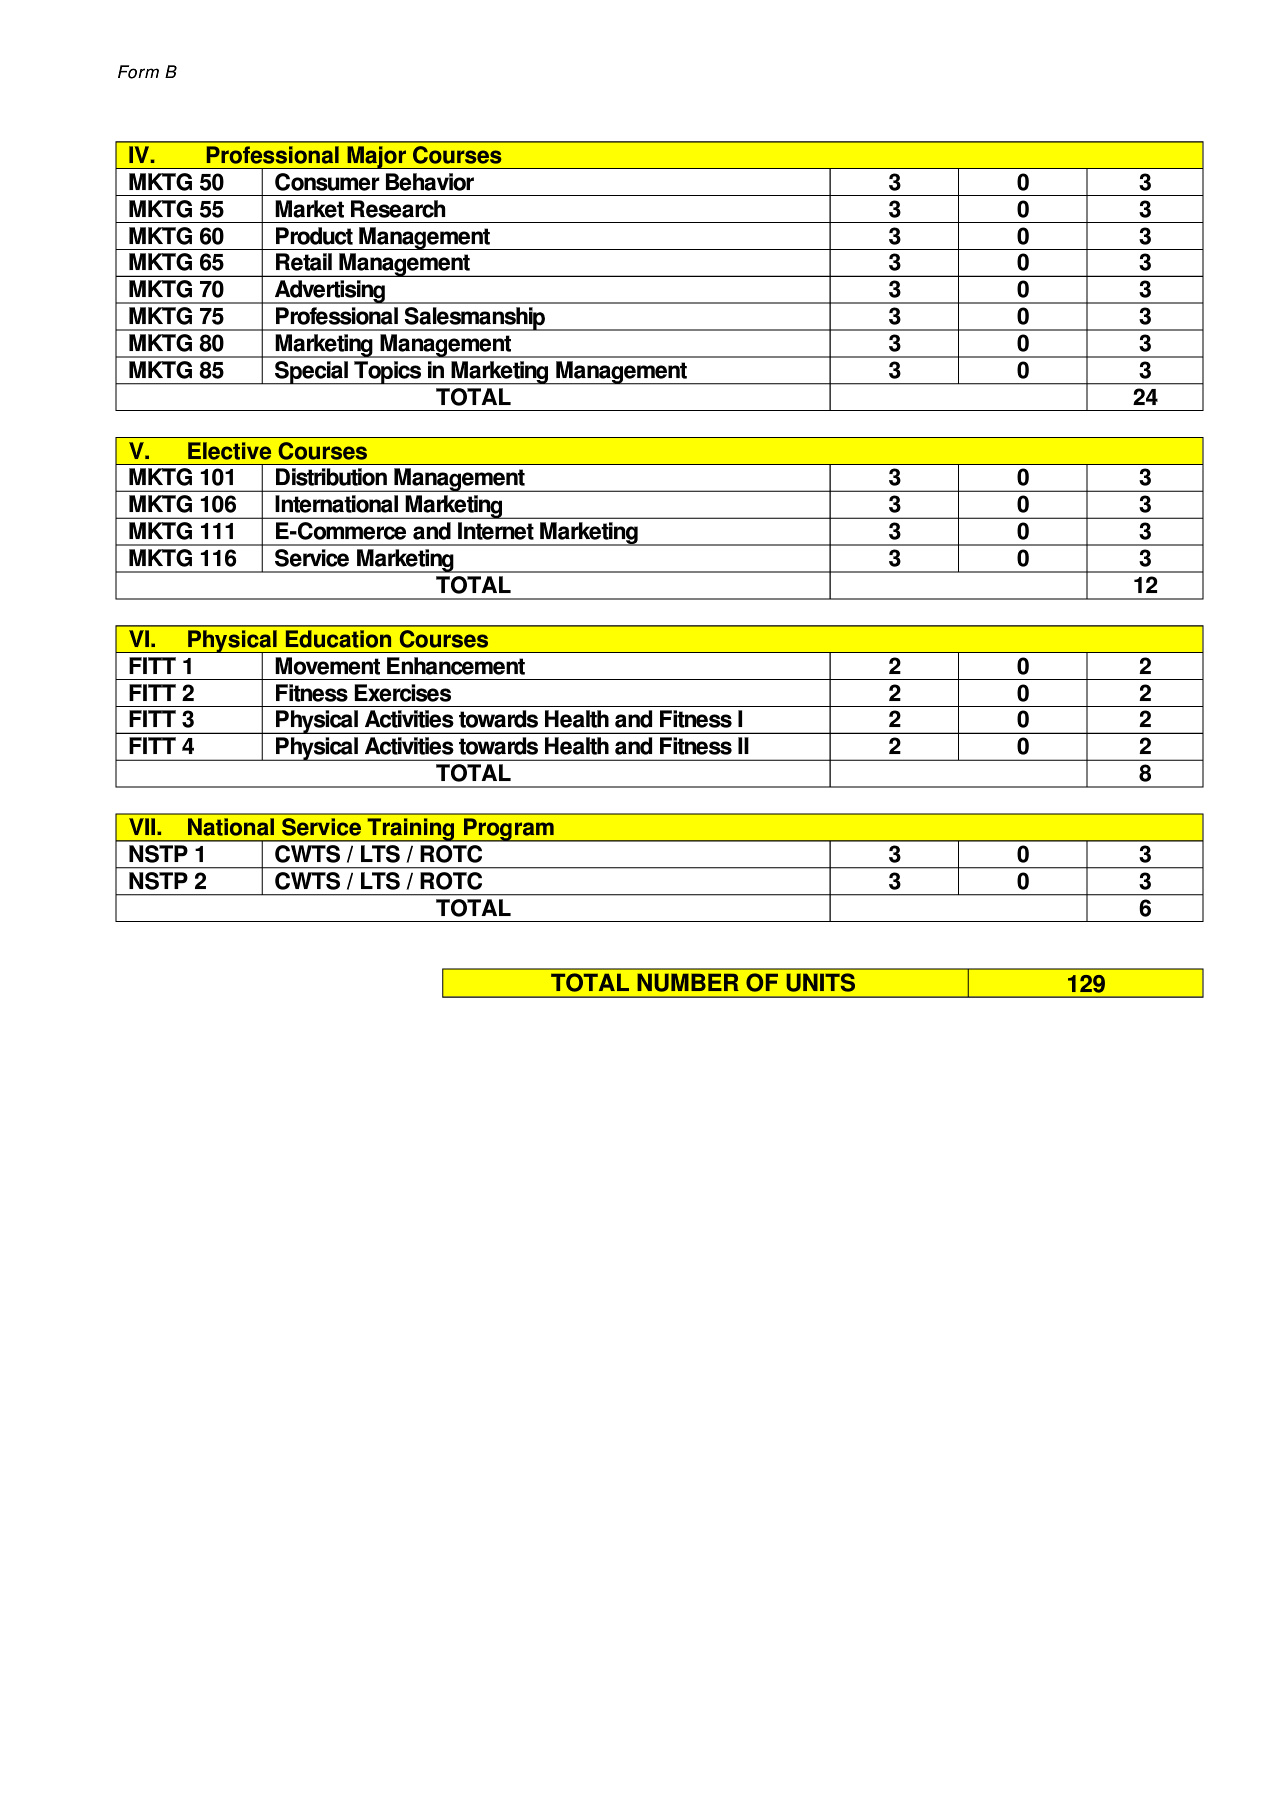 Form B
IV. Professional Major Courses
MKTG 50 Consumer Behavior 3 0 3
MKTG 55 Market Research 3 0 3
MKTG 60 Product Management 3 0 3
MKTG 65 Retail Management 3 0 3
MKTG 70 Advertising 3 0 3
MKTG 75 Professional Salesmanship 3 0 3
MKTG 80 Marketing Management 3 0 3
MKTG 85 Special Topics in Marketing Management 3 0 3
TOTAL 24
V. Elective Courses
MKTG 101 Distribution Management 3 0 3
MKTG 106 International Marketing 3 0 3
MKTG 111 E-Commerce and Internet Marketing 3 0 3
MKTG 116 Service Marketing 3 0 3
TOTAL 12
VI. Physical Education Courses
FITT 1 Movement Enhancement 2 0 2
FITT 2 Fitness Exercises 2 0 2
FITT 3 Physical Activities towards Health and Fitness I 2 0 2
FITT 4 Physical Activities towards Health and Fitness II 2 0 2
TOTAL 8
VII. National Service Training Program
NSTP 1 CWTS / LTS / ROTC 3 0 3
NSTP 2 CWTS / LTS / ROTC 3 0 3
TOTAL 6
TOTAL NUMBER OF UNITS 129